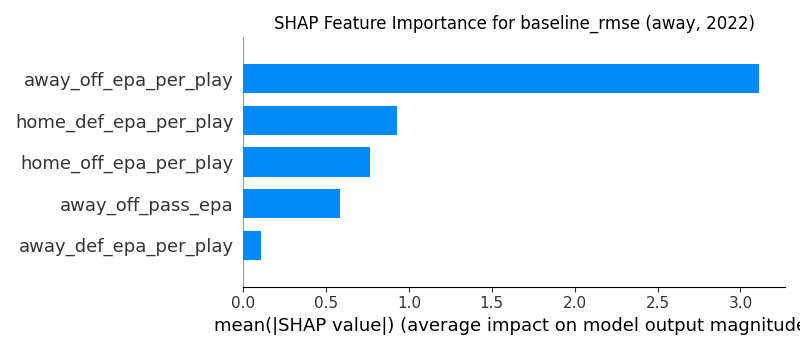 SHAP Feature Importance for baseline_rmse (away, 2022)
away_off_epa_per_play
home_def_epa_per_play
home_off_epa_per_play
away_off_pass_epa
away_def_epa_per_play
0.0 0.5 1.0 1.5 2.0 2.5 3.0
mean(|SHAP value|) (average impact on model output magnitude